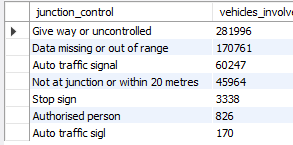 junction_control vehicles_involve
Give way or uncontrolled 281996
Data missing or out of range 170761
Auto traffic signal 60247
Not at junction or within 20 metres 45964
Stop sign 3338
Authorised person 826
Auto traffic sigl 170